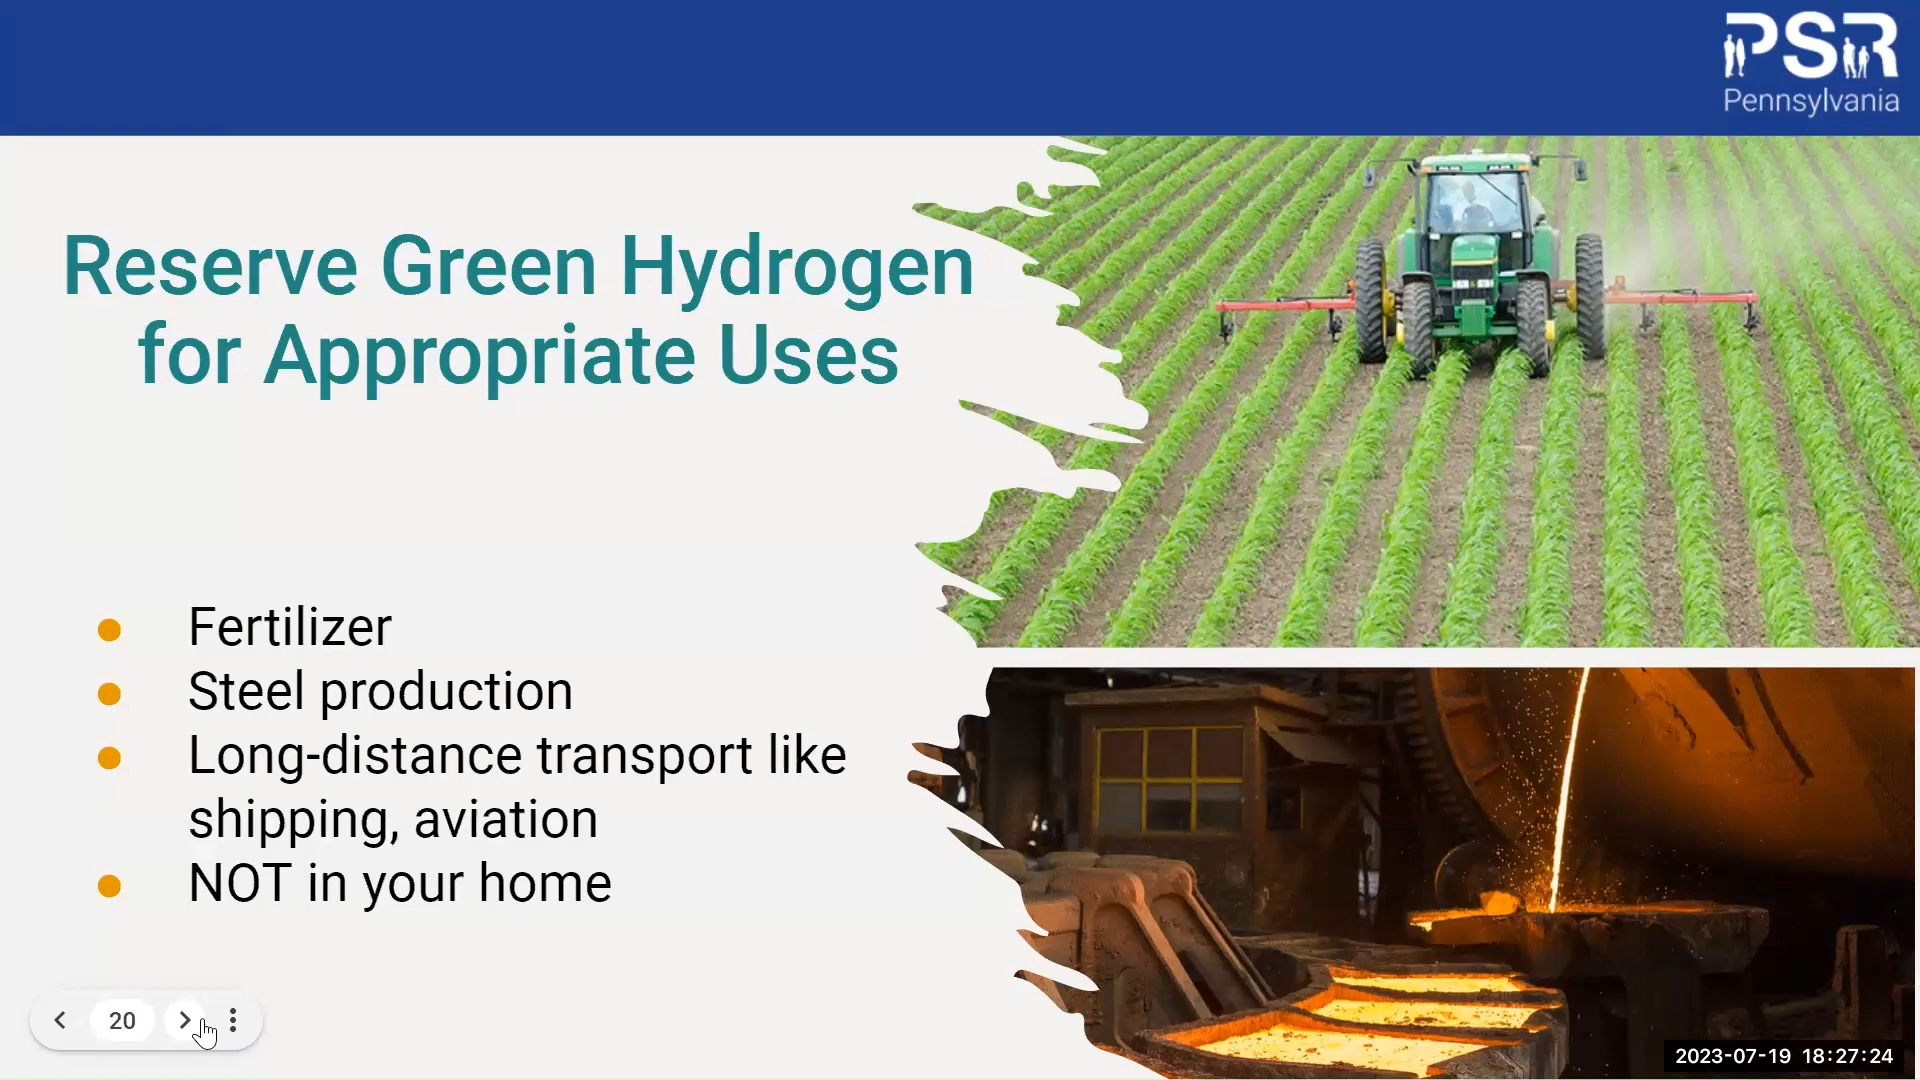 PSR
Pennsylvania
Reserve Green Hydrogen
for Appropriate Uses
Fertilizer
Steel production
Long-distance transport like
shipping, aviation
NOT in your home
20
2023-07-19 18:27:24